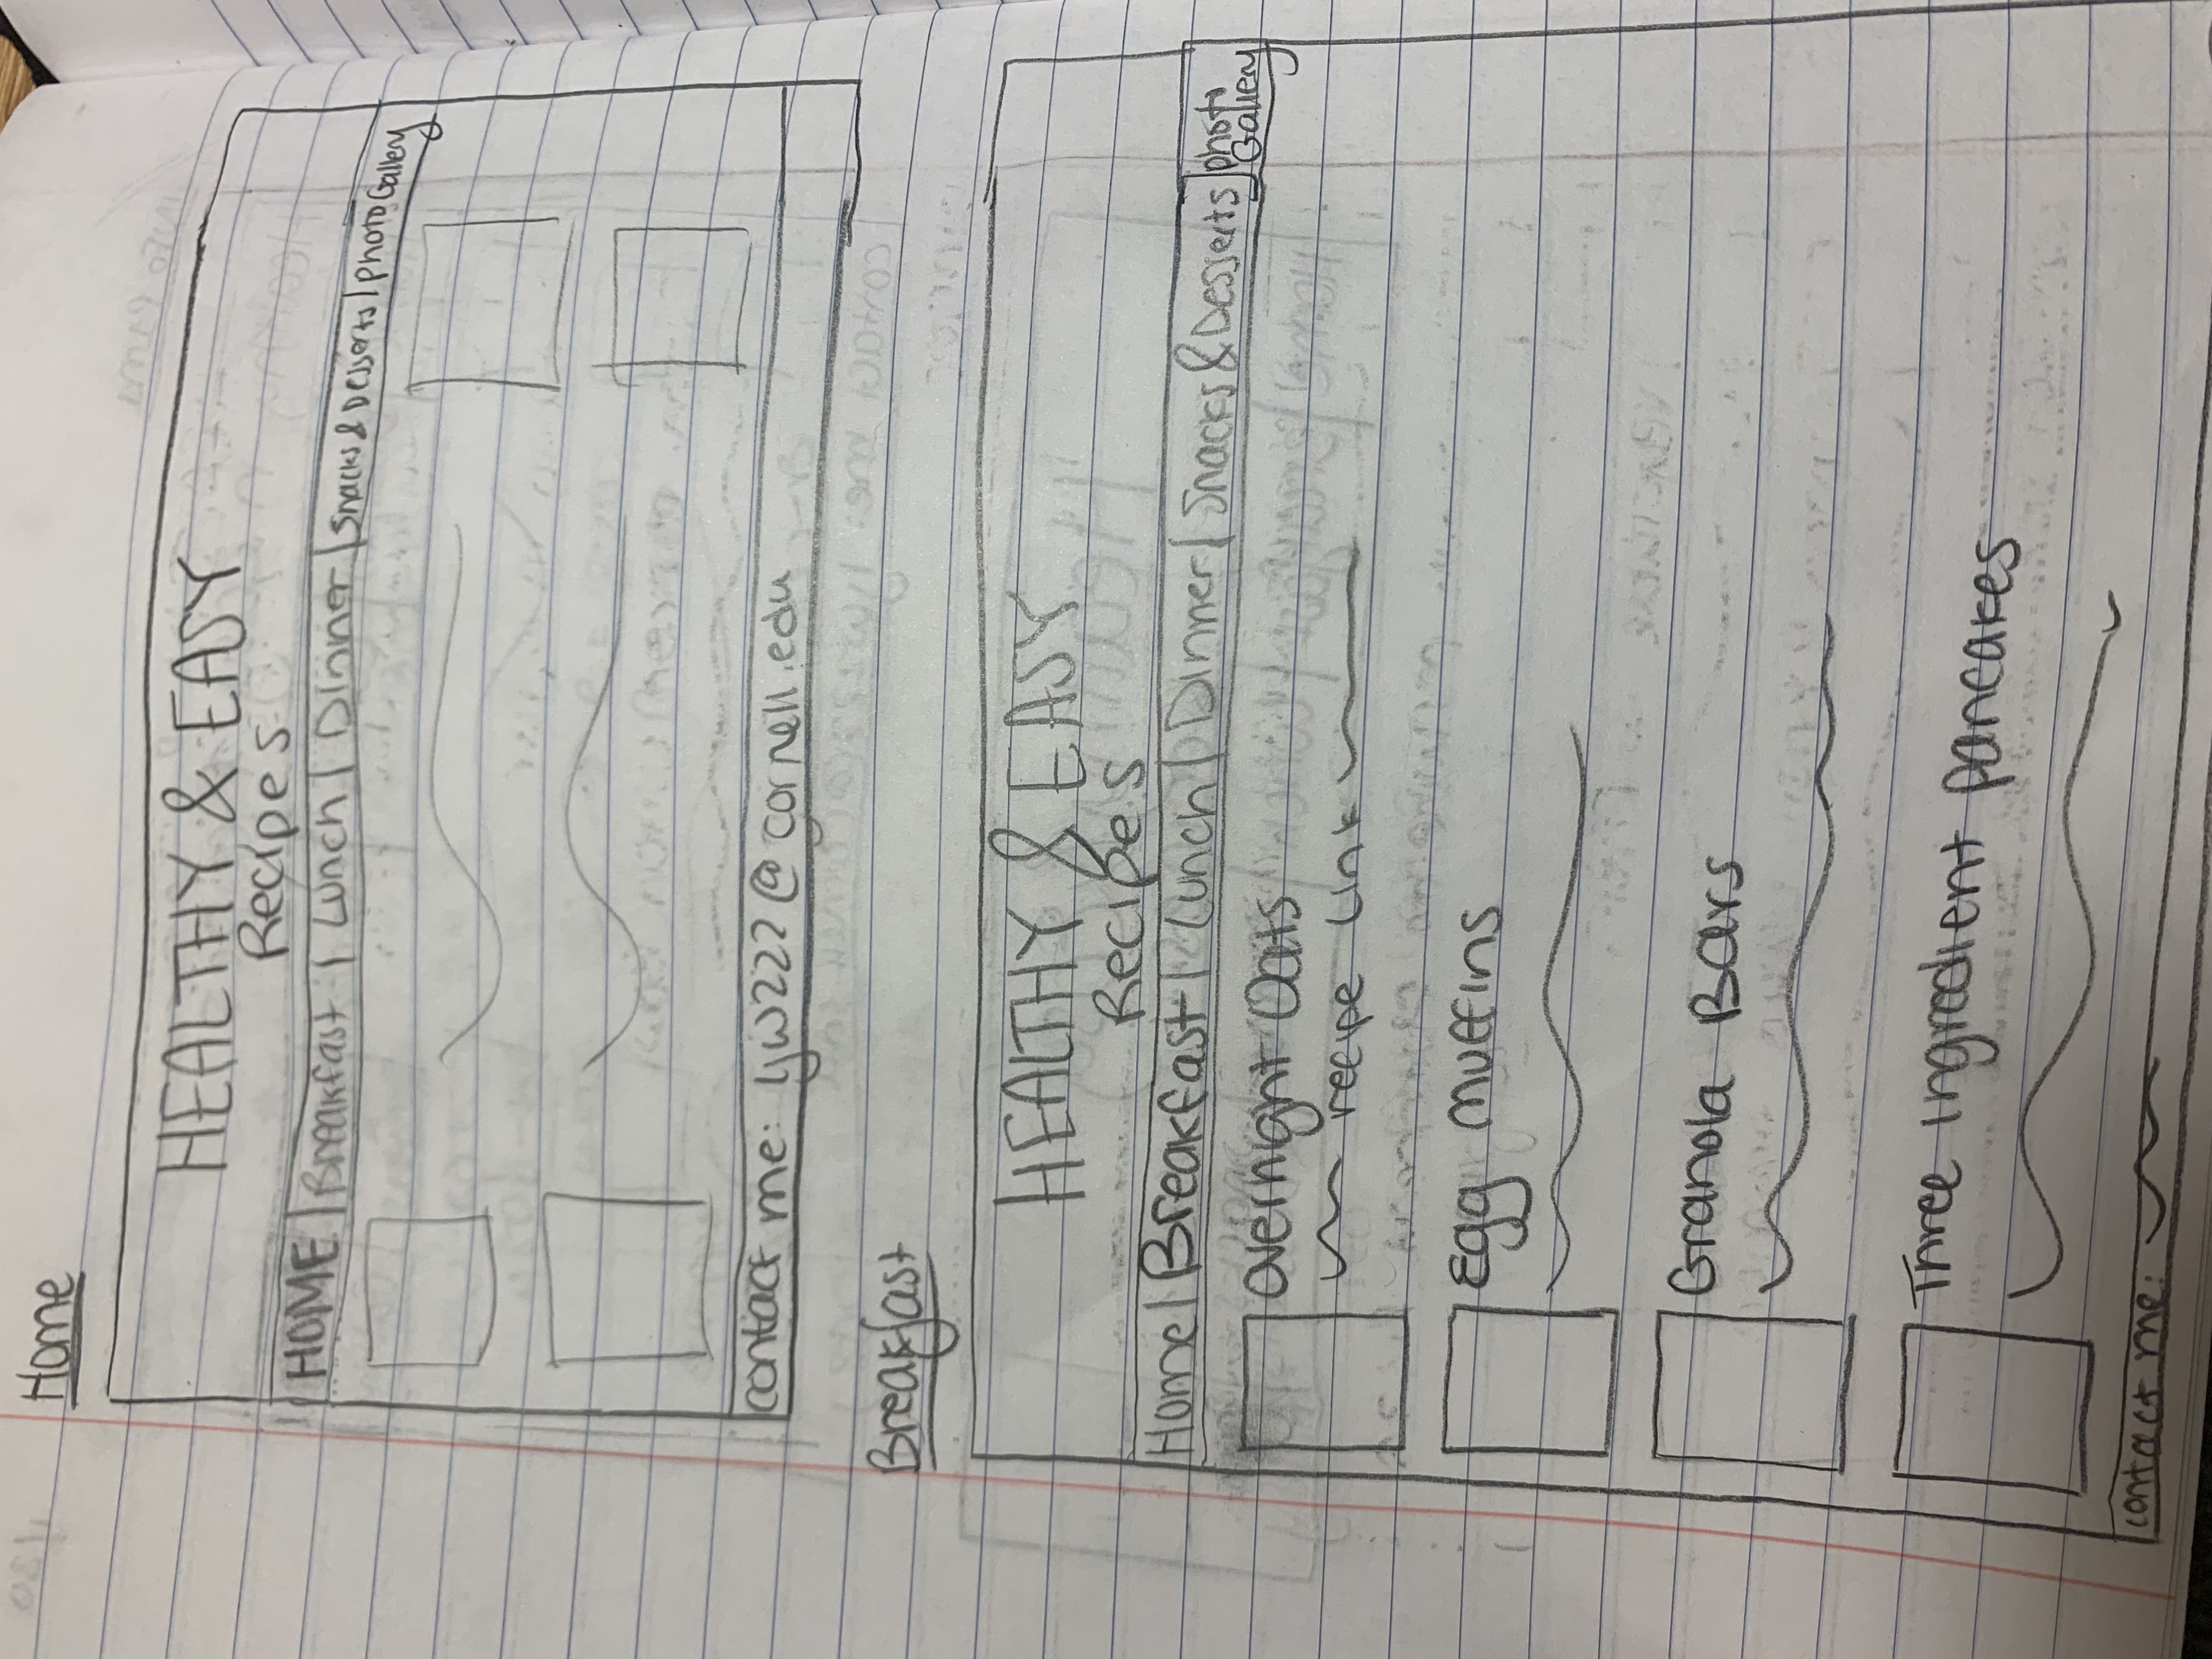 Home
HEALTHY & EASY
Recipes
HOME | Breakfast | Lunch | Dinner | Snacks & Desserts | Photo Gallery
contact me: yw222@cornell.edu
Breakfast
HEALTHY & EASY
Recipes
Home | Breakfast | Lunch | Dinner | Snacks & Desserts | photo Gallery
Overnight Oats
recipe link
Egg muffins
Granola Bars
Three ingredient pancakes
contact me: